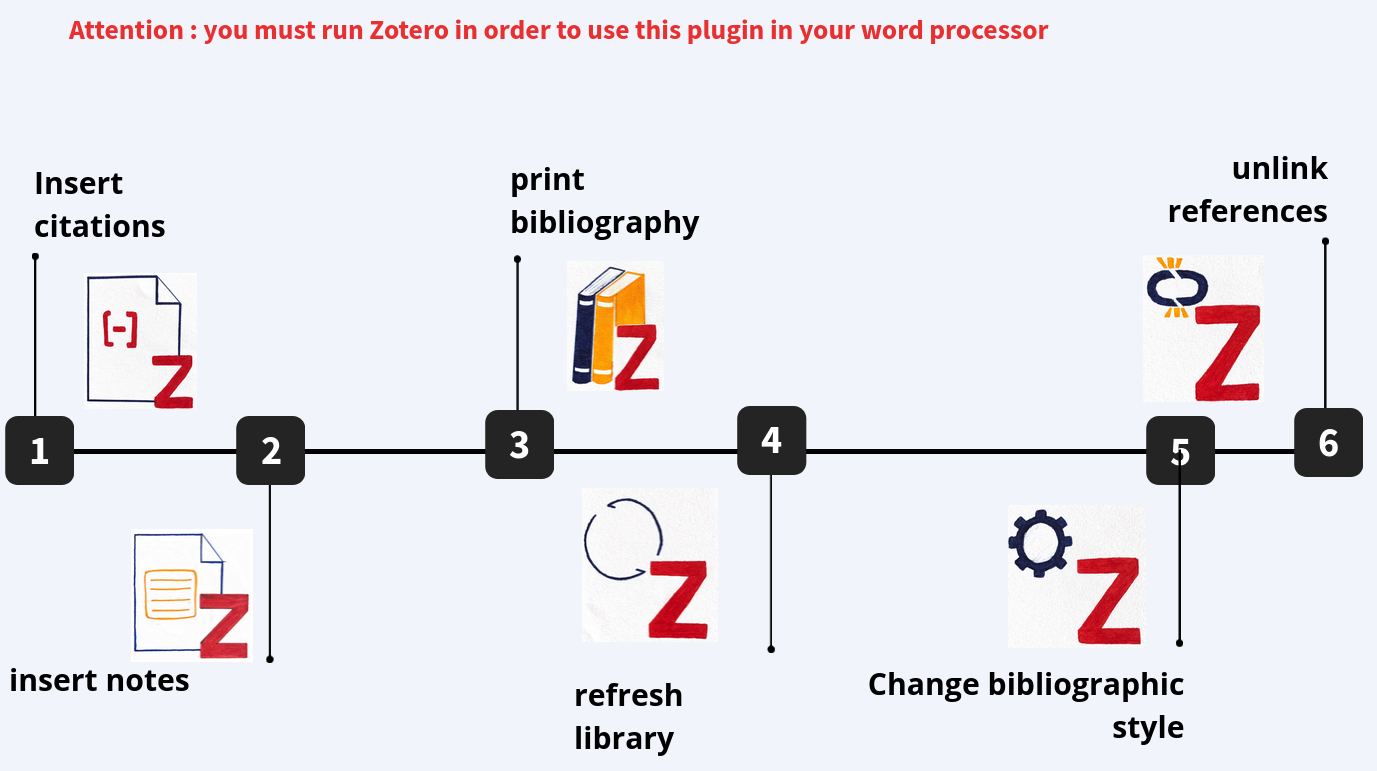 Attention : you must run Zotero in order to use this plugin in your word processor
Insert
citations
print
bibliography
unlink
references
[-]
Z
Z
Z
1
2
3
4
5
6
Z
Z
Z
insert notes
refresh
library
Change bibliographic
style